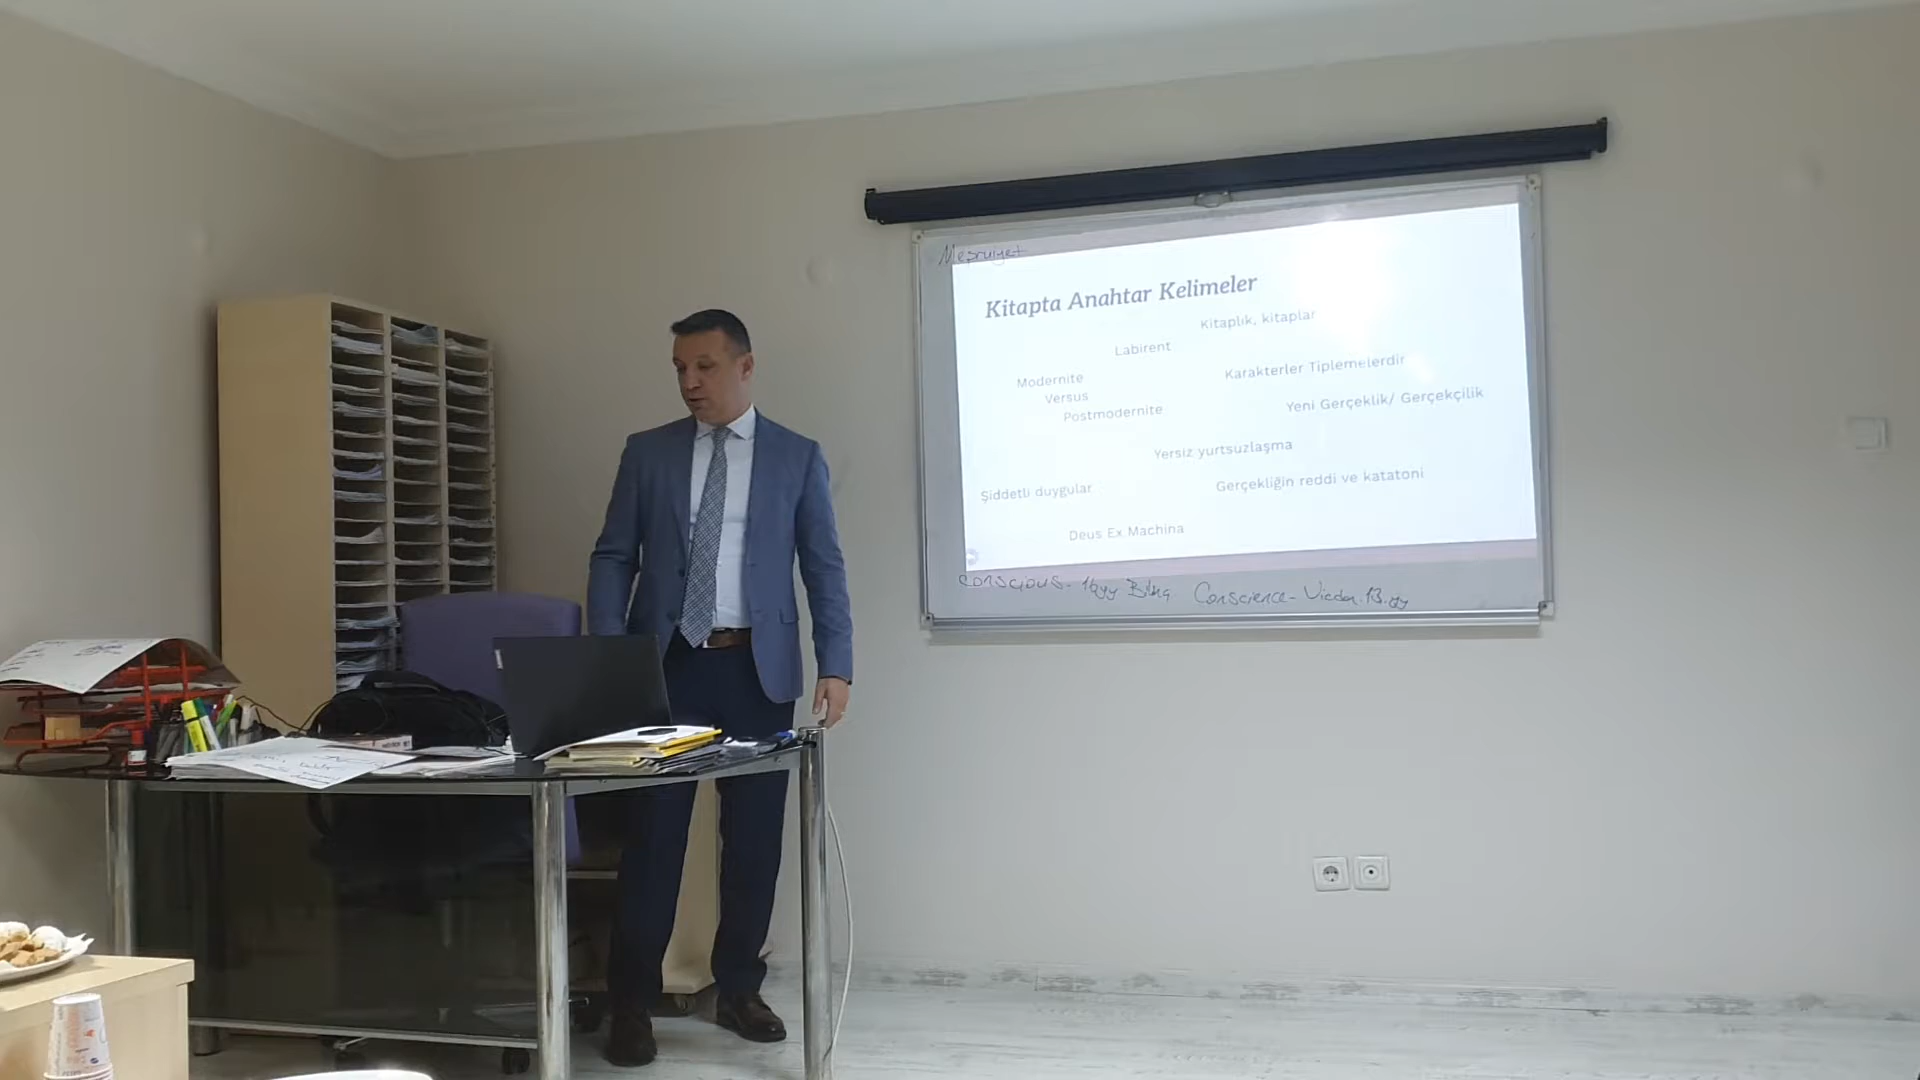 Meşruiyet
Kitapta Anahtar Kelimeler
Kitaplık, kitaplar
Labirent
Karakterler Tiplemelerdir
Modernite
Versus
Postmodernite
Yeni Gerçeklik/ Gerçekçilik
Yersiz yurtsuzlaşma
Şiddetli duygular
Gerçekliğin reddi ve katatoni
Deus Ex Machina
Conscious- Conscience-